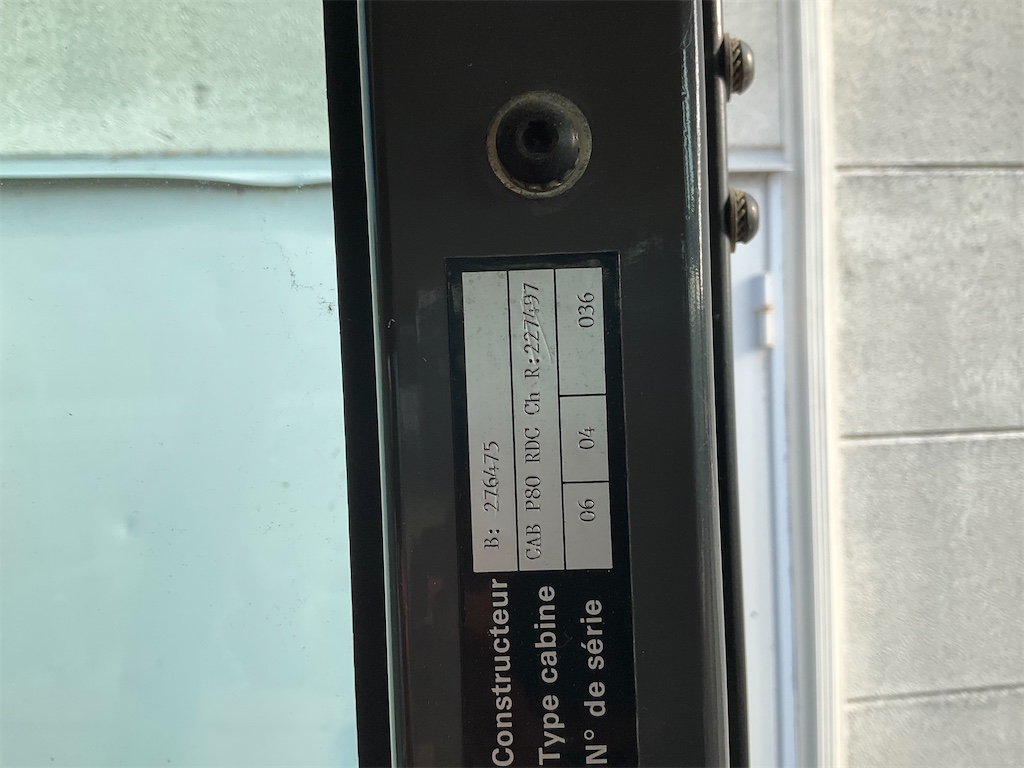 Constructeur B: 276475
Type cabine CAB P80 RDC Ch R:227497
N° de série 06 04 036